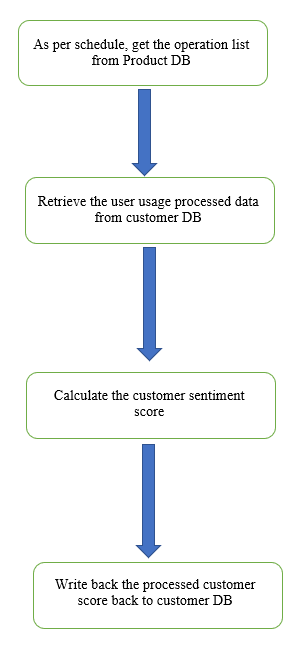 As per schedule, get the operation list
from Product DB
Retrieve the user usage processed data
from customer DB
Calculate the customer sentiment
score
Write back the processed customer
score back to customer DB